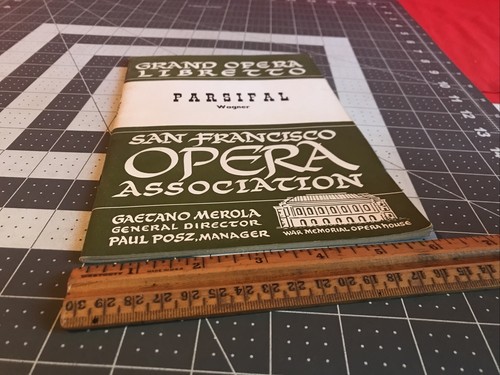 GRAND OPERA
LIBRETTO
PARSIFAL
Wagner
SAN FRANCISCO
OPERA
ASSOCIATION
GAETANO MEROLA
GENERAL DIRECTOR
PAUL POSZ, MANAGER
WAR MEMORIAL OPERA HOUSE